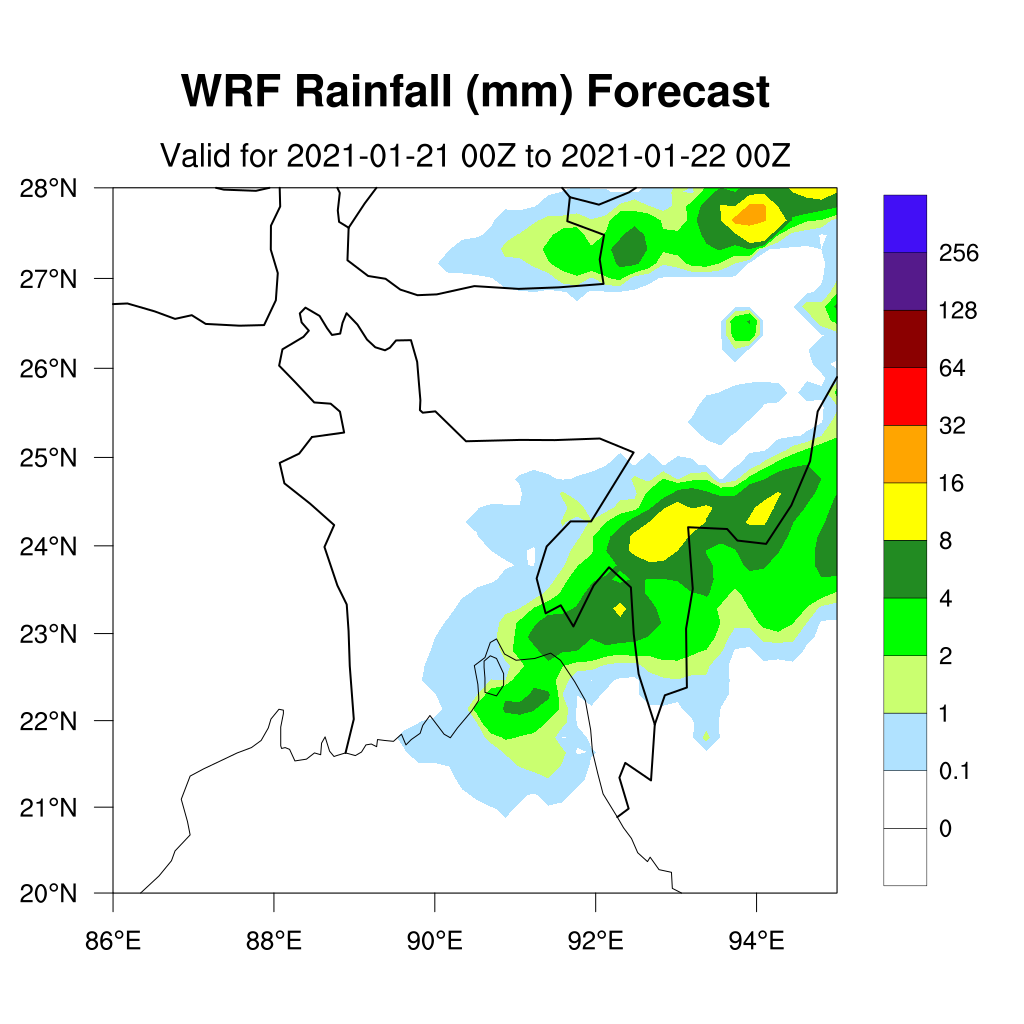 WRF Rainfall (mm) Forecast
Valid for 2021-01-21 00Z to 2021-01-22 00Z
28°N
27°N
26°N
25°N
24°N
23°N
22°N
21°N
20°N
86°E
88°E
90°E
92°E
94°E
256
128
64
32
16
8
4
2
1
0.1
0